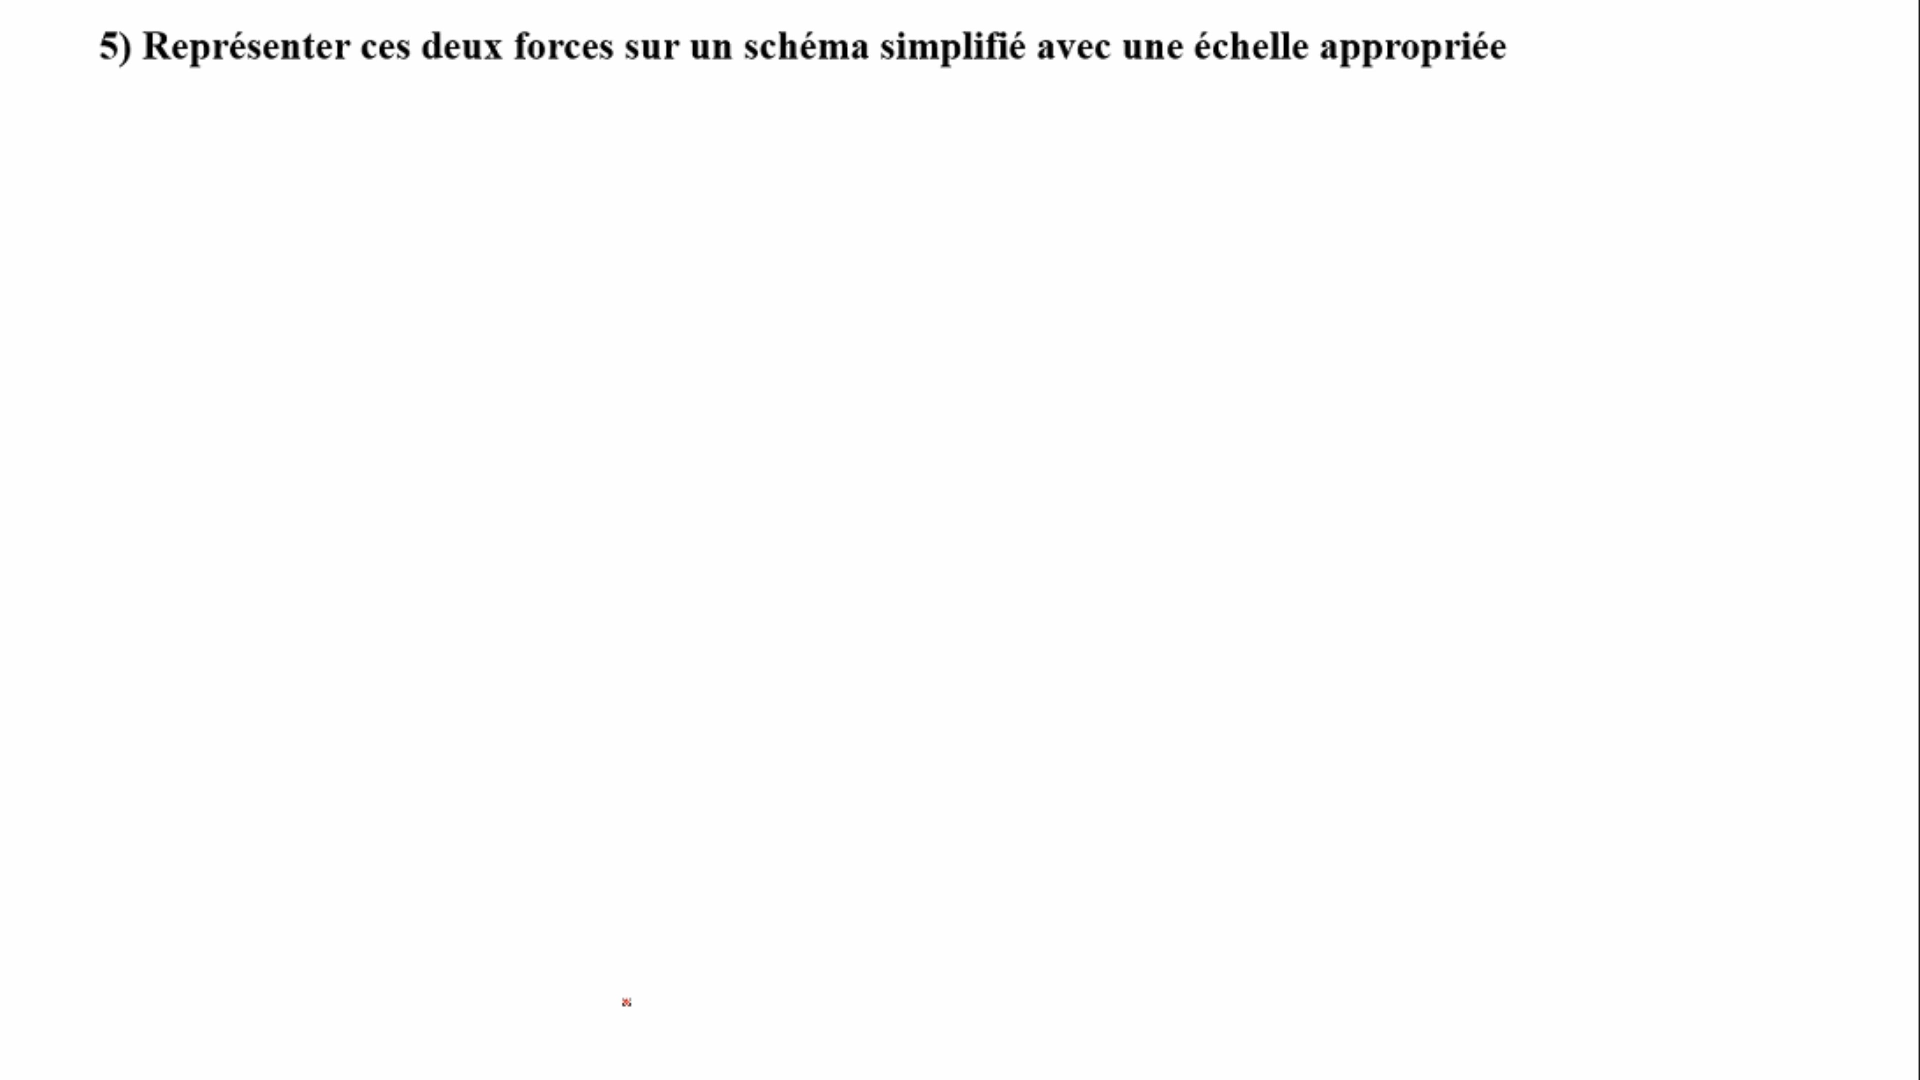 5) Représenter ces deux forces sur un schéma simplifié avec une échelle appropriée